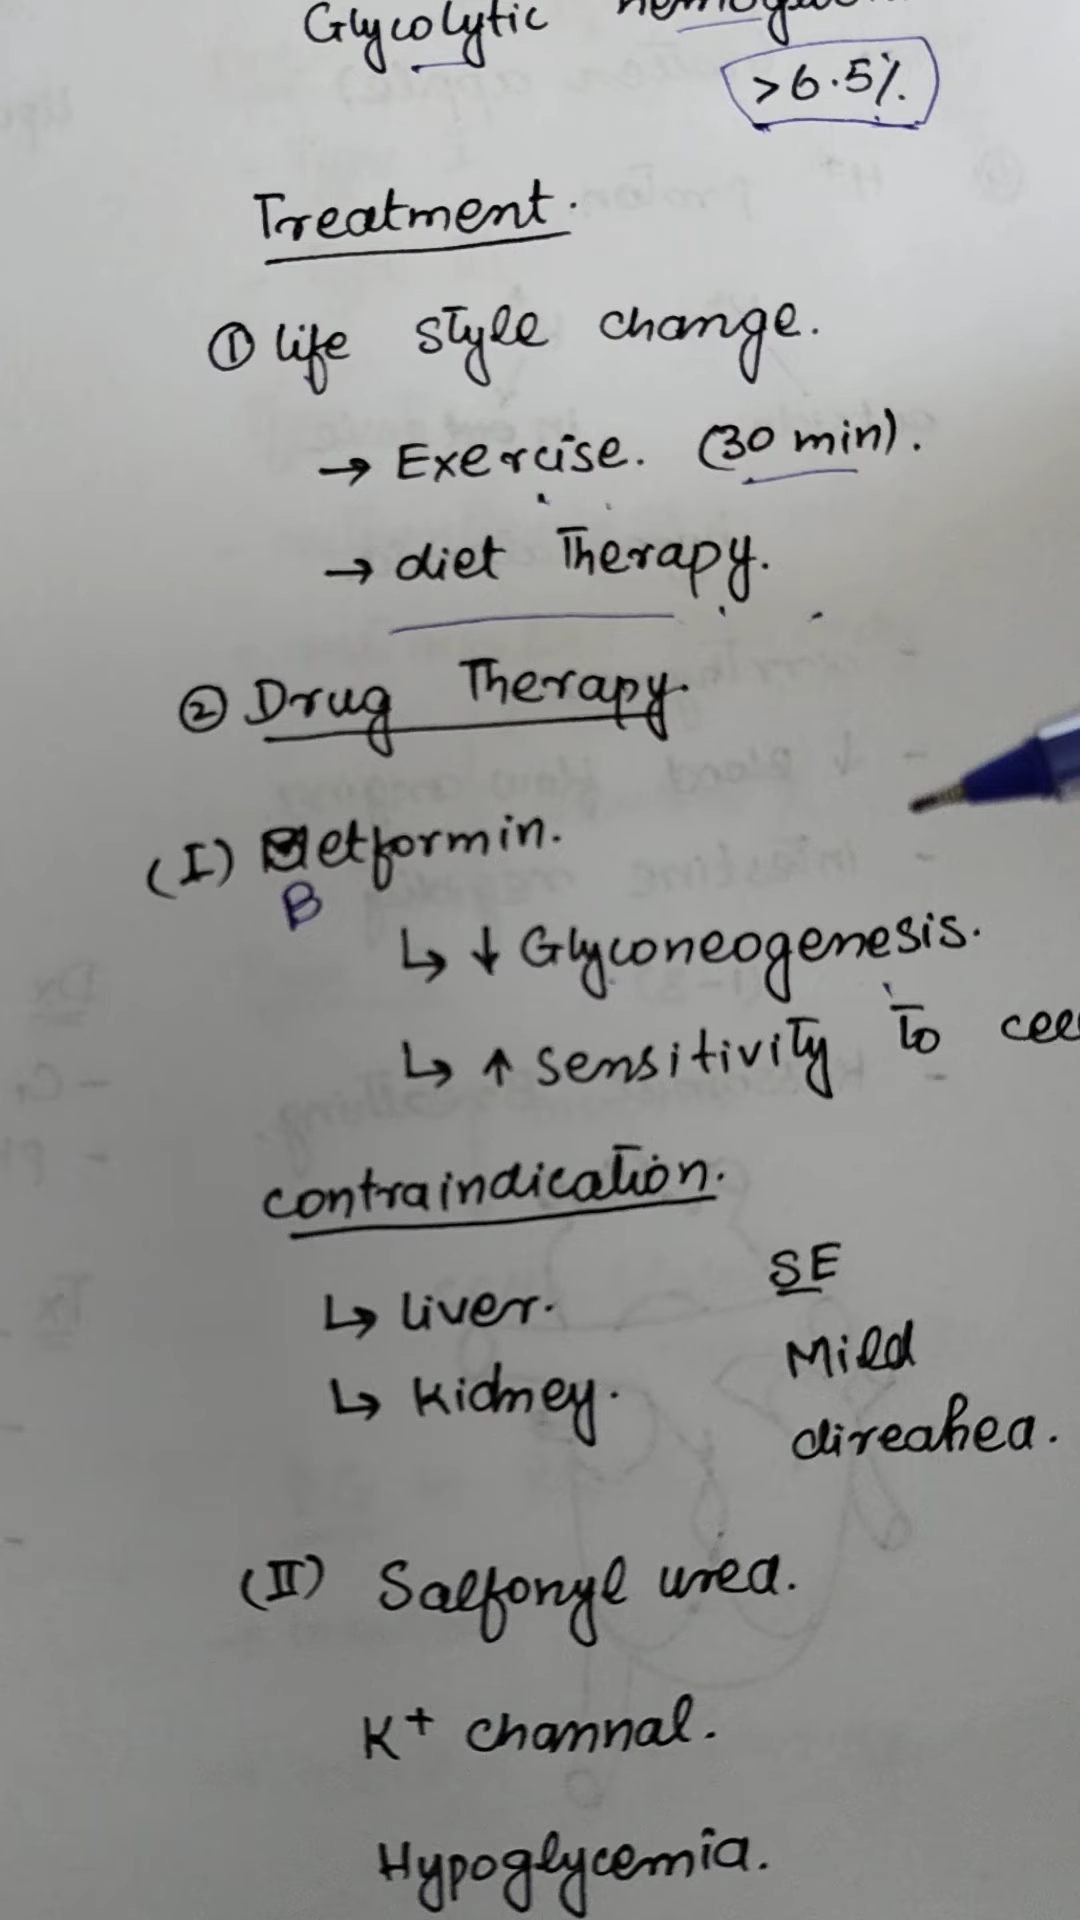 Glycolytic
>6.5%.
Treatment.
① life style change.
→ Exercise. (30 min).
→ diet Therapy.
② Drug Therapy.
(I) Metformin.
B
↳ ↓ Glyconeogenesis.
↳ ↑ sensitivity To
contraindication.
↳ liver.
↳ kidney.
SE
Mild
direahea.
(II) Salfonyl urea.
K+ channal.
Hypoglycemia.